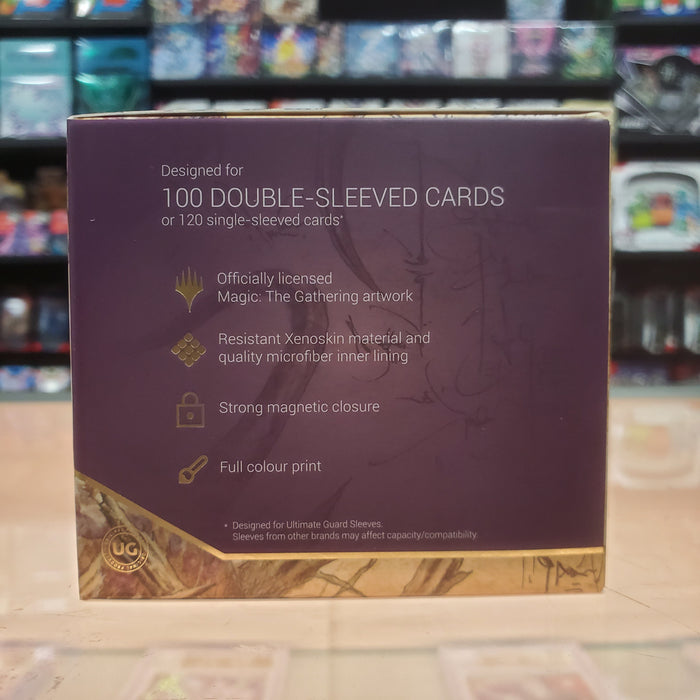 Designed for
100 DOUBLE-SLEEVED CARDS
or 120 single-sleeved cards*
Officially licensed
Magic: The Gathering artwork
Resistant Xenoskin material and
quality microfiber inner lining
Strong magnetic closure
Full colour print
* Designed for Ultimate Guard Sleeves.
Sleeves from other brands may affect capacity/compatibility.
UG